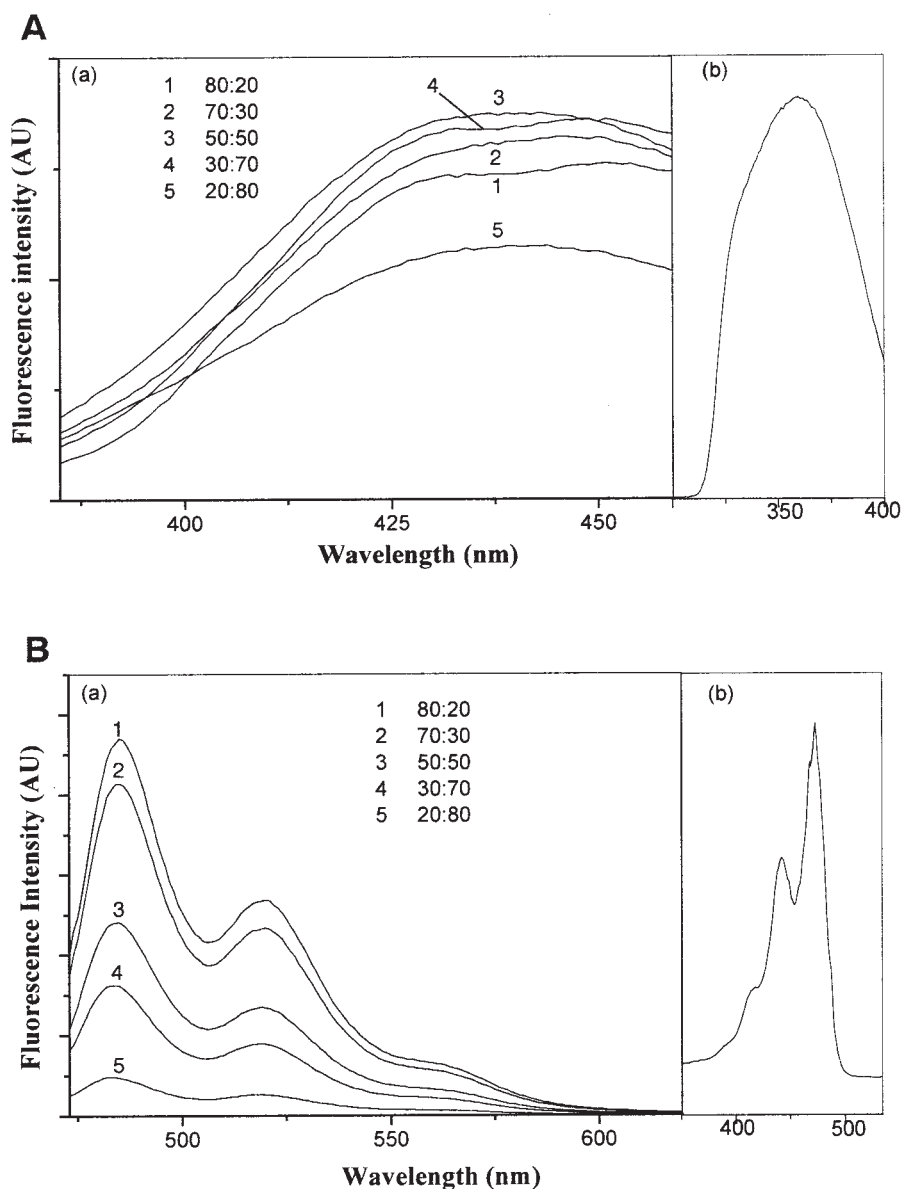 A
(a)
1 80:20
2 70:30
3 50:50
4 30:70
5 20:80
4
3
2
1
5
(b)
Fluorescence intensity (AU)
400 425 450
350 400
Wavelength (nm)
B
(a)
1 80:20
2 70:30
3 50:50
4 30:70
5 20:80
1
2
3
4
5
(b)
Fluorescence Intensity (AU)
500 550 600
400 500
Wavelength (nm)